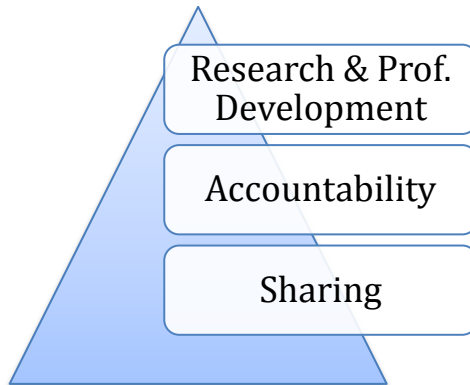 Research & Prof.
Development
Accountability
Sharing